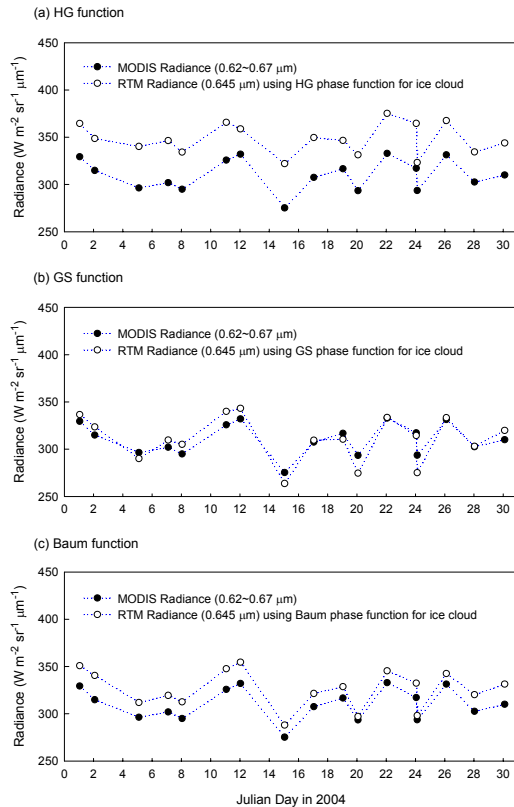 (a) HG function
450
400
350
300
250
Radiance (W m⁻² sr⁻¹ μm⁻¹)
MODIS Radiance (0.62~0.67 μm)
RTM Radiance (0.645 μm) using HG phase function for ice cloud
0 2 4 6 8 10 12 14 16 18 20 22 24 26 28 30
(b) GS function
450
400
350
300
250
Radiance (W m⁻² sr⁻¹ μm⁻¹)
MODIS Radiance (0.62~0.67 μm)
RTM Radiance (0.645 μm) using GS phase function for ice cloud
0 2 4 6 8 10 12 14 16 18 20 22 24 26 28 30
(c) Baum function
450
400
350
300
250
Radiance (W m⁻² sr⁻¹ μm⁻¹)
MODIS Radiance (0.62~0.67 μm)
RTM Radiance (0.645 μm) using Baum phase function for ice cloud
0 2 4 6 8 10 12 14 16 18 20 22 24 26 28 30
Julian Day in 2004